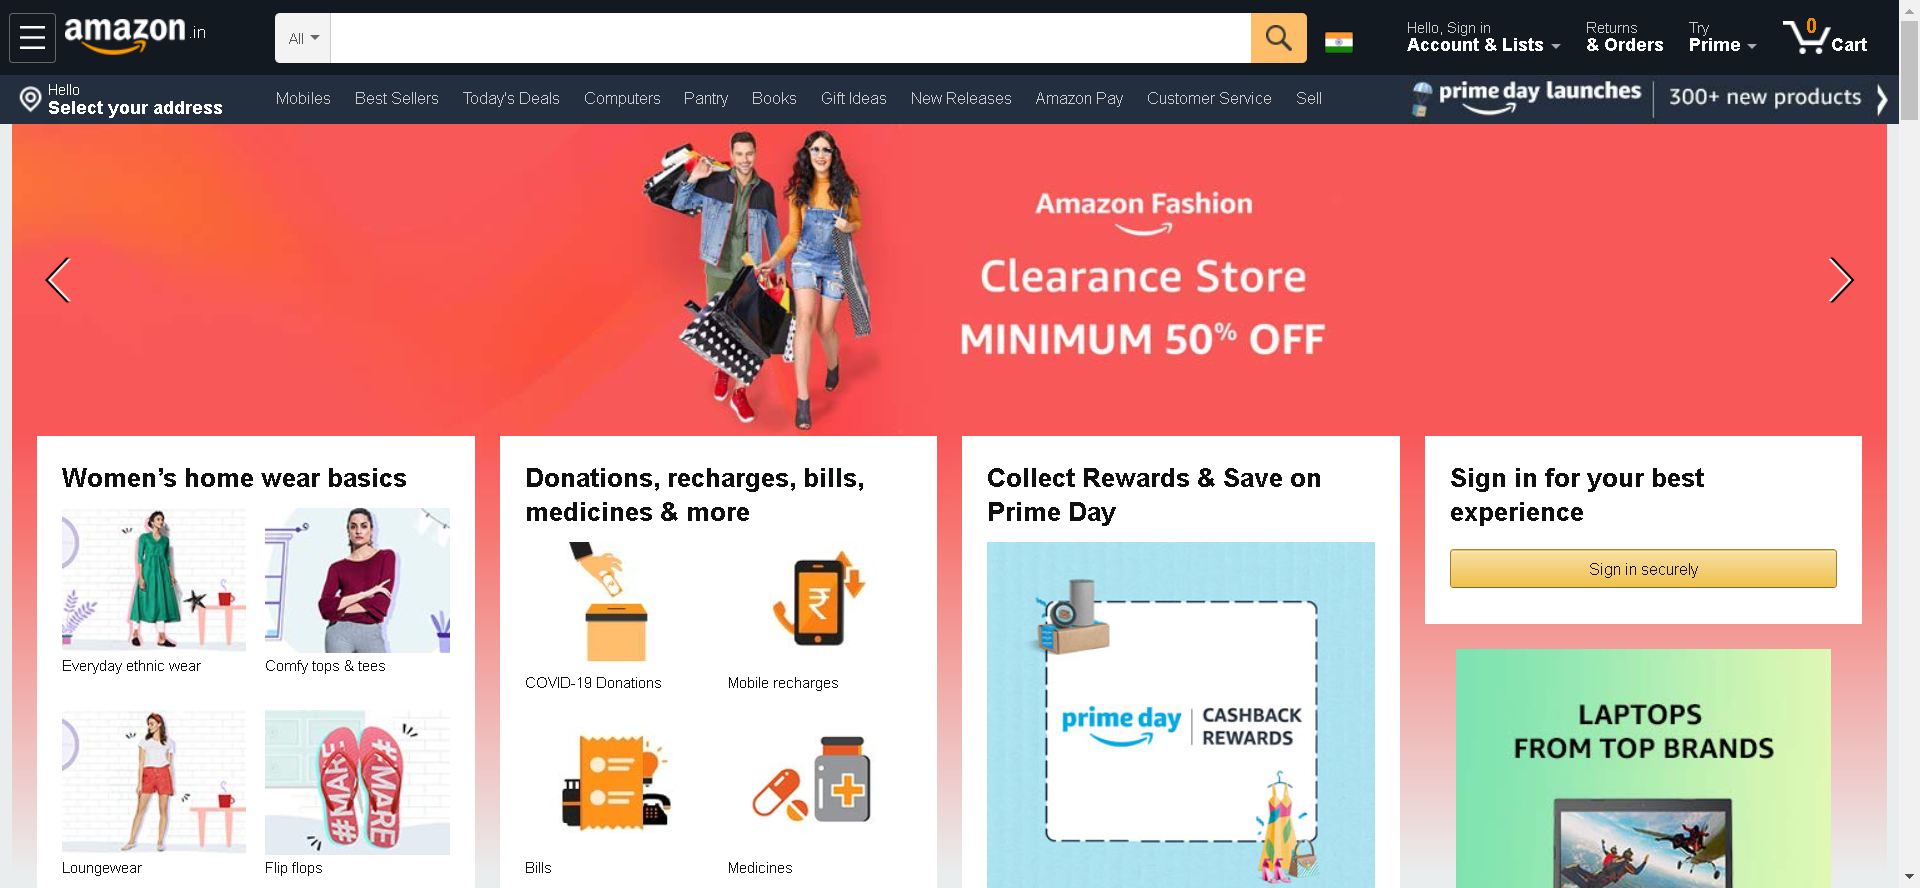 amazon.in
All
Hello, Sign in
Account & Lists
Returns
& Orders
Try
Prime
0
Cart
Hello
Select your address
Mobiles
Best Sellers
Today's Deals
Computers
Pantry
Books
Gift Ideas
New Releases
Amazon Pay
Customer Service
Sell
prime day launches
300+ new products
Amazon Fashion
Clearance Store
MINIMUM 50% OFF
Women’s home wear basics
Everyday ethnic wear
Comfy tops & tees
#MAKE
#MARE
Loungewear
Flip flops
Donations, recharges, bills,
medicines & more
COVID-19 Donations
₹
Mobile recharges
Bills
Medicines
Collect Rewards & Save on
Prime Day
prime day
CASHBACK
REWARDS
Sign in for your best
experience
Sign in securely
LAPTOPS
FROM TOP BRANDS